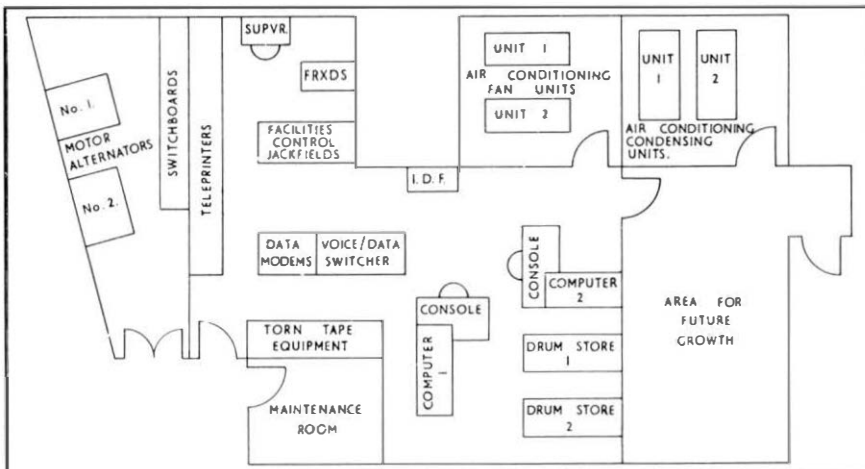 No. 1.
MOTOR
ALTERNATORS
No. 2.
SWITCHBOARDS
TELEPRINTERS
SUPVR.
FRXDS
FACILITIES
CONTROL
JACKFIELDS
I. D. F.
DATA
MODEMS
VOICE/DATA
SWITCHER
TORN TAPE
EQUIPMENT
MAINTENANCE
ROOM
CONSOLE
COMPUTER
1
CONSOLE
COMPUTER
2
DRUM STORE
1
DRUM STORE
2
UNIT 1
AIR CONDITIONING
FAN UNITS
UNIT 2
UNIT
1
UNIT
2
AIR CONDITIONING
CONDENSING
UNITS.
AREA FOR
FUTURE
GROWTH